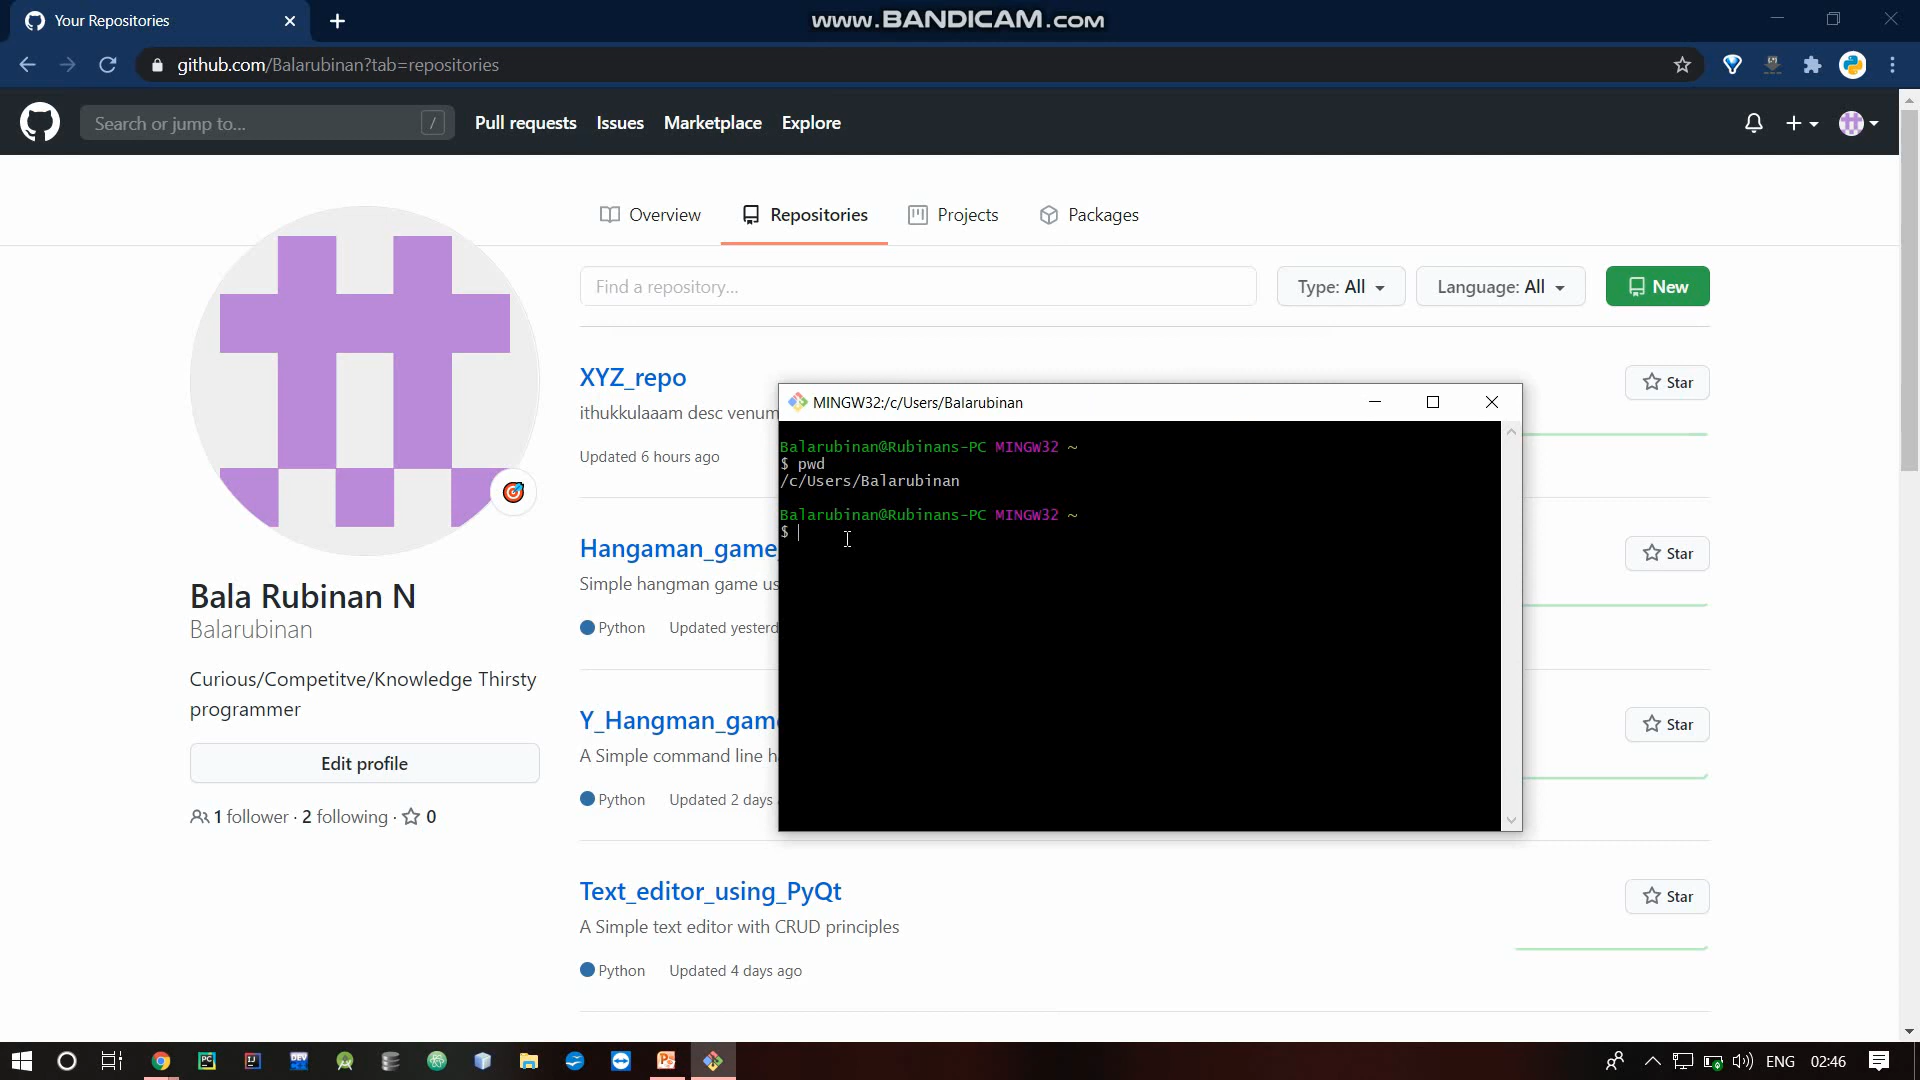 Your Repositories
www.BANDICAM.com
github.com/Balarubinan?tab=repositories
Search or jump to...
/
Pull requests
Issues
Marketplace
Explore
Overview
Repositories
Projects
Packages
Find a repository...
Type: All
Language: All
New
XYZ_repo
Star
ithukkulaaam desc venum
Updated 6 hours ago
MINGW32:/c/Users/Balarubinan
Balarubinan@Rubinans-PC MINGW32 ~
$ pwd
/c/Users/Balarubinan
Balarubinan@Rubinans-PC MINGW32 ~
$
Hangaman_game
Star
Simple hangman game us
Python Updated yesterd
Bala Rubinan N
Balarubinan
Curious/Competitve/Knowledge Thirsty
programmer
Edit profile
1 follower · 2 following · 0
Y_Hangman_gam
Star
A Simple command line h
Python Updated 2 days
Text_editor_using_PyQt
Star
A Simple text editor with CRUD principles
Python Updated 4 days ago
ENG
02:46